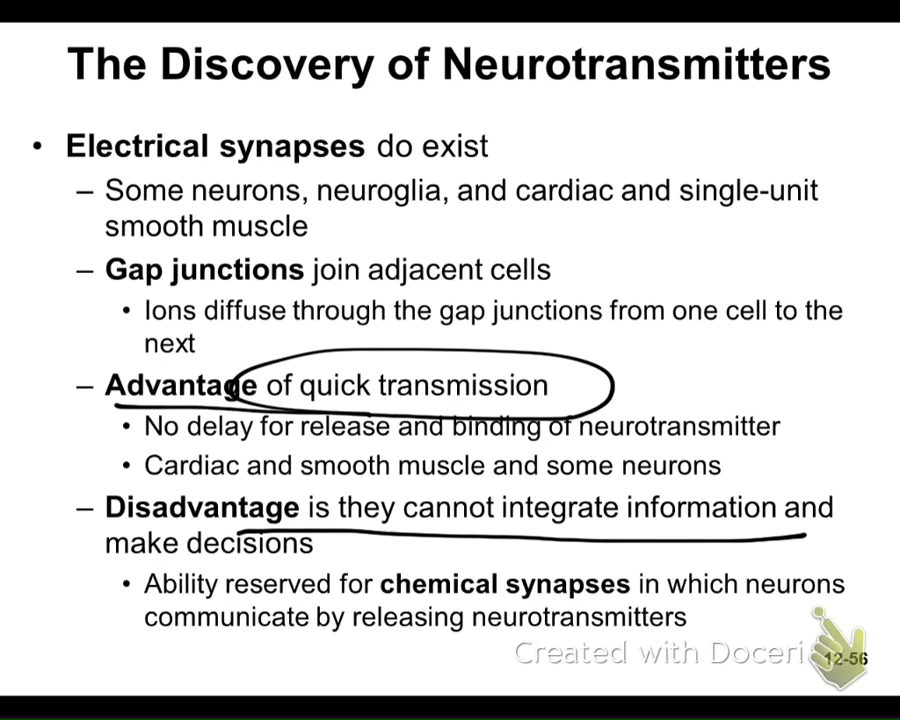 The Discovery of Neurotransmitters
• Electrical synapses do exist
– Some neurons, neuroglia, and cardiac and single-unit
smooth muscle
– Gap junctions join adjacent cells
• Ions diffuse through the gap junctions from one cell to the
next
– Advantage of quick transmission
• No delay for release and binding of neurotransmitter
• Cardiac and smooth muscle and some neurons
– Disadvantage is they cannot integrate information and
make decisions
• Ability reserved for chemical synapses in which neurons
communicate by releasing neurotransmitters
Created with Doceri
12-56